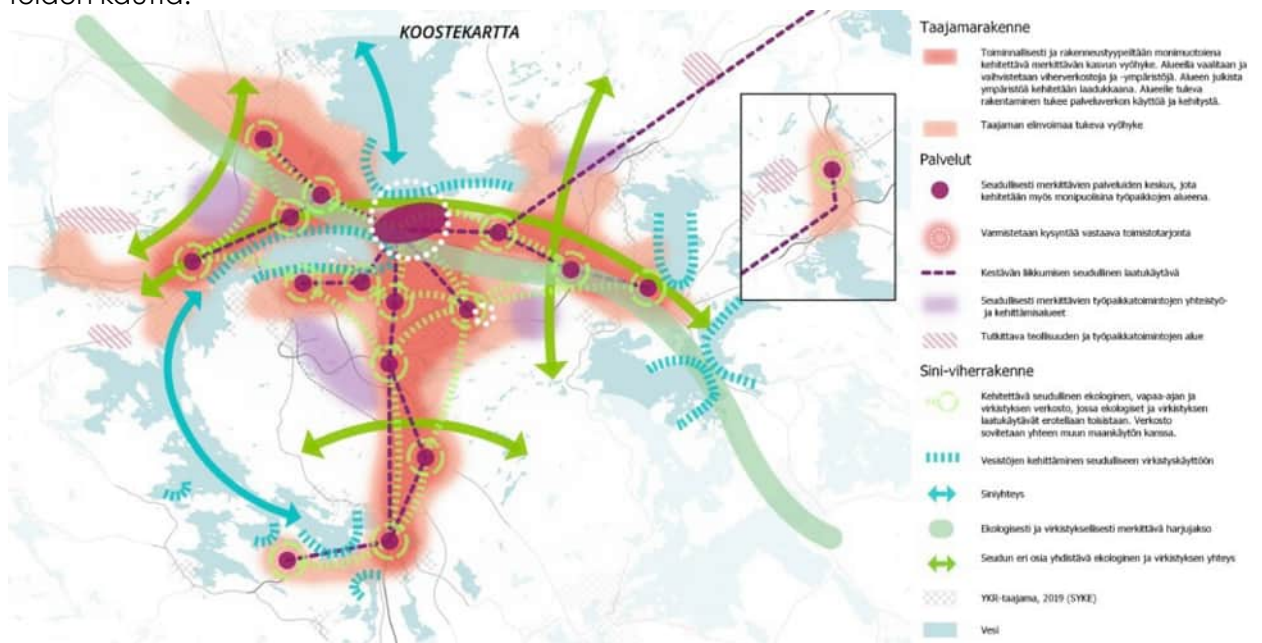 KOOSTEKARTTA
Taajamarakenne
Toiminnallisesti ja rakennustyypeiltään monimuotoisena
kehitettävä merkittävän kasvun vyöhyke. Alueella vaalitaan ja
vahvistetaan viherverkostoja ja -ympäristöjä. Alueen julkista
ympäristöä kehitetään laadukkaana. Alueelle tuleva
rakentaminen tukee palveluverkon käyttöä ja kehitystä.
Taajaman elinvoimaa tukeva vyöhyke
Palvelut
Seudullisesti merkittävien palveluiden keskus, jota
kehitetään myös monipuolisina työpaikkojen alueena.
Varmistetaan kysyntää vastaava toimistotarjonta
Kestävän liikkumisen seudullinen laatukäytävä
Seudullisesti merkittävien työpaikkatoimintojen yhteistyö-
ja kehittämisalueet
Tutkittava teollisuuden ja työpaikkatoimintojen alue
Sini-viherrakenne
Kehitettävä seudullinen ekologinen, vapaa-ajan ja
virkistyksen verkosto, jossa ekologiset ja virkistyksen
laatukäytävät erotellaan toisistaan. Verkosto
sovitetaan yhteen muun maankäytön kanssa.
Vesistöjen kehittäminen seudulliseen virkistyskäyttöön
Siniyhteys
Ekologisesti ja virkistyksellisesti merkittävä harjujakso
Seudun eri osia yhdistävä ekologinen ja virkistyksen yhteys
YKR-taajama, 2019 (SYKE)
Vesi